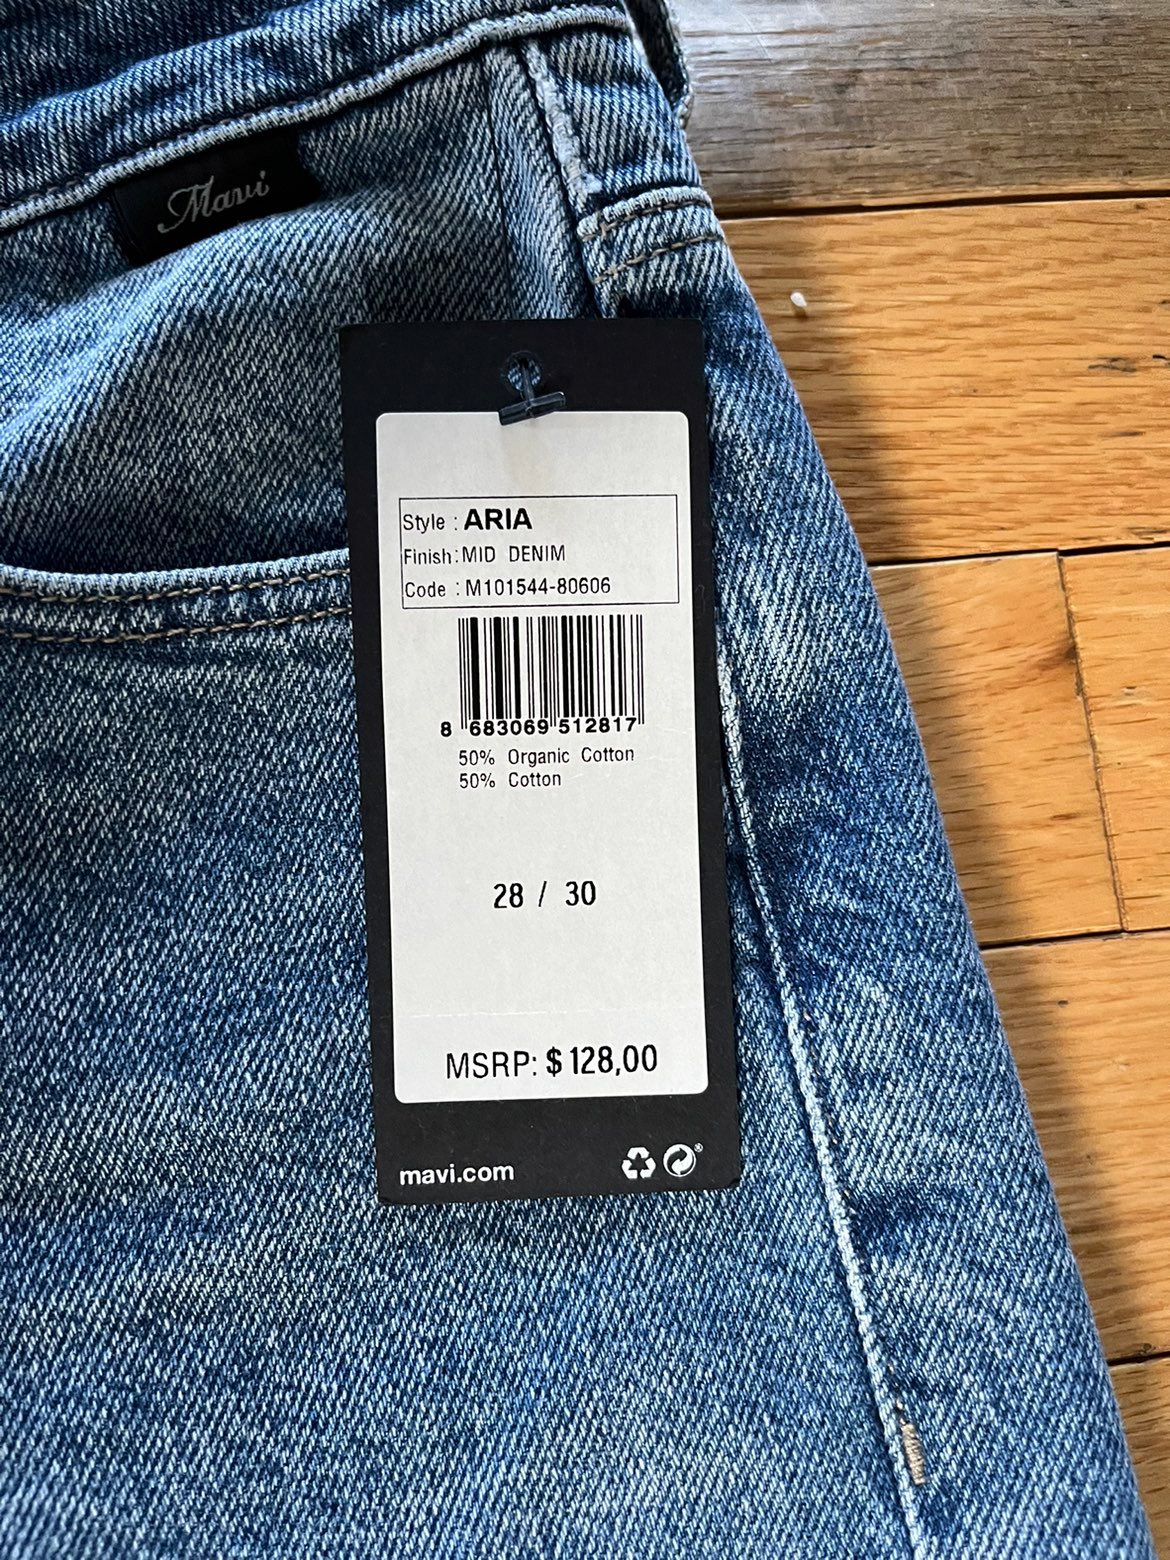 Mavi
Style : ARIA
Finish: MID DENIM
Code : M101544-80606
8 683069 512817
50% Organic Cotton
50% Cotton
28 / 30
MSRP: $128,00
mavi.com